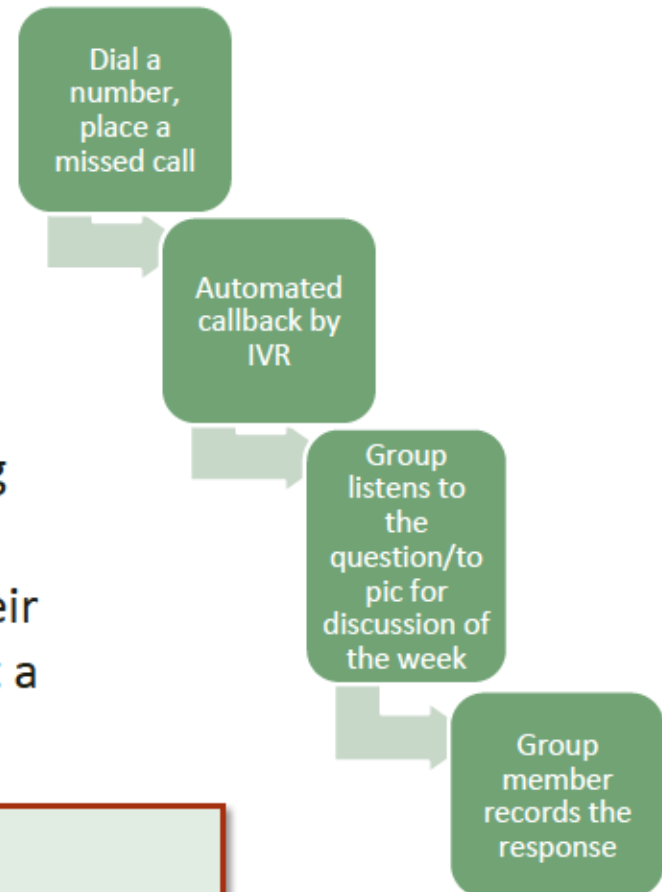 Dial a
number,
place a
missed call
Automated
callback by
IVR
Group
listens to
the
question/to
pic for
discussion of
the week
Group
member
records the
response
a